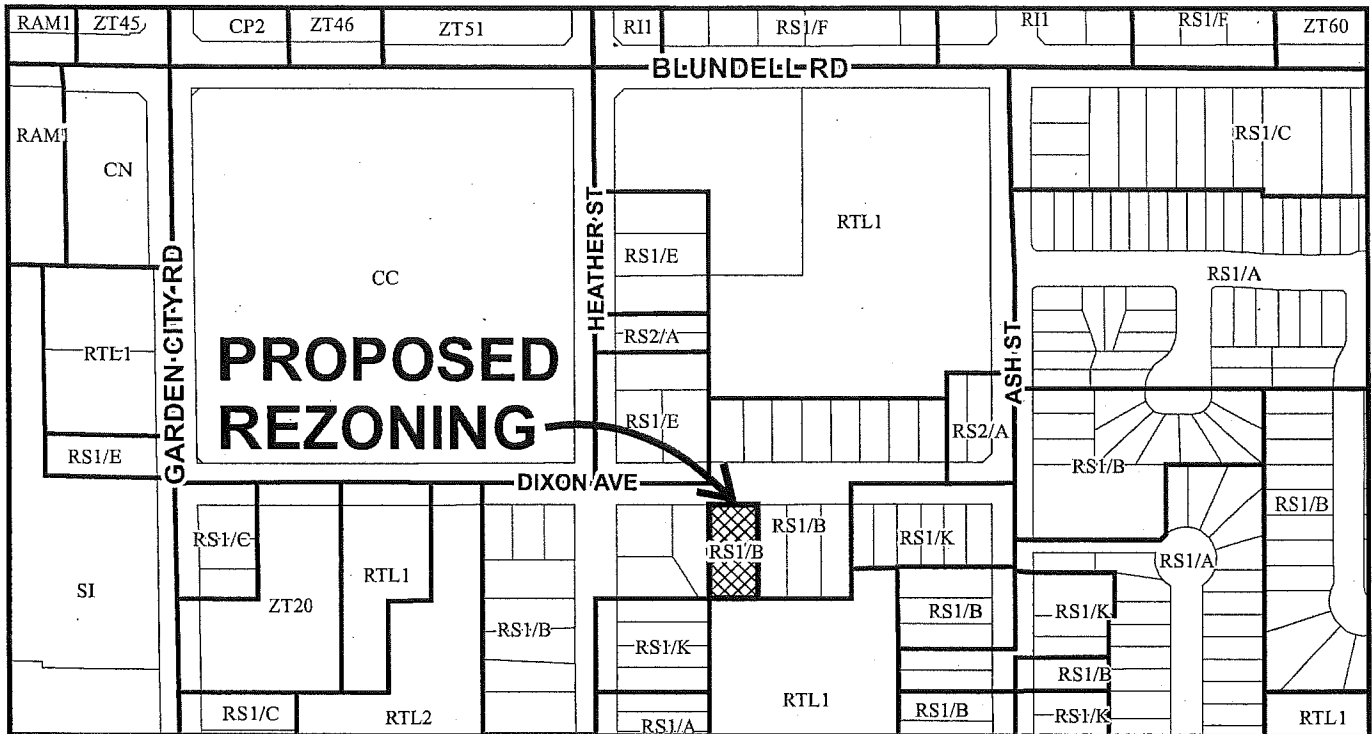 RAM1 ZT45 CP2 ZT46 ZT51 RI1 RS1/F RI1 RS1/F ZT60
BLUNDELL RD
RAM1
CN
RS1/C
HEATHER ST
RTL1
RS1/E
CC
RS1/A
GARDEN CITY RD
RS2/A
RTL1
PROPOSED
REZONING
ASH ST
RS1/E
RS2/A
RS1/E
RS1/B
DIXON AVE
RS1/B
RS1/C
RS1/B
RS1/B
RS1/K
RS1/A
SI
RTL1
ZT20
RS1/B
RS1/K
RS1/B
RS1/K
RS1/B
RS1/C
RTL2
RS1/A
RTL1
RS1/B
RS1/K
RTL1